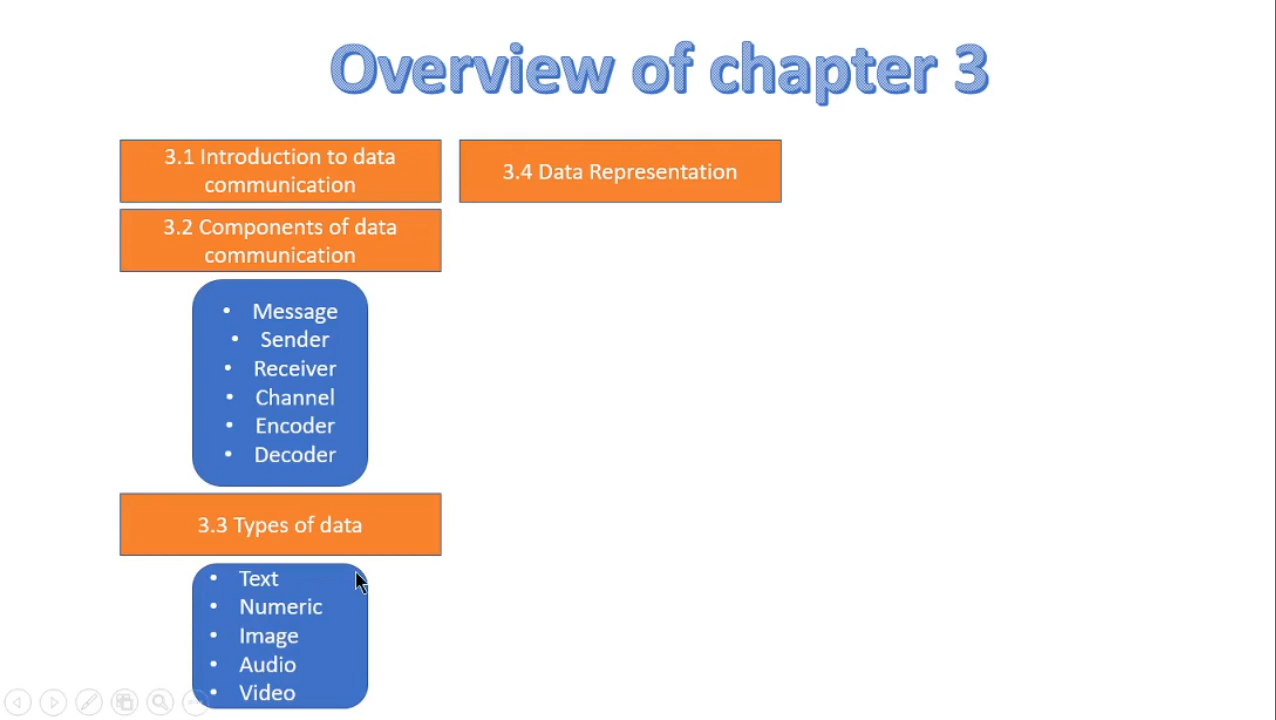 Overview of chapter 3
3.1 Introduction to data
communication
3.2 Components of data
communication
• Message
• Sender
• Receiver
• Channel
• Encoder
• Decoder
3.3 Types of data
• Text
• Numeric
• Image
• Audio
• Video
3.4 Data Representation